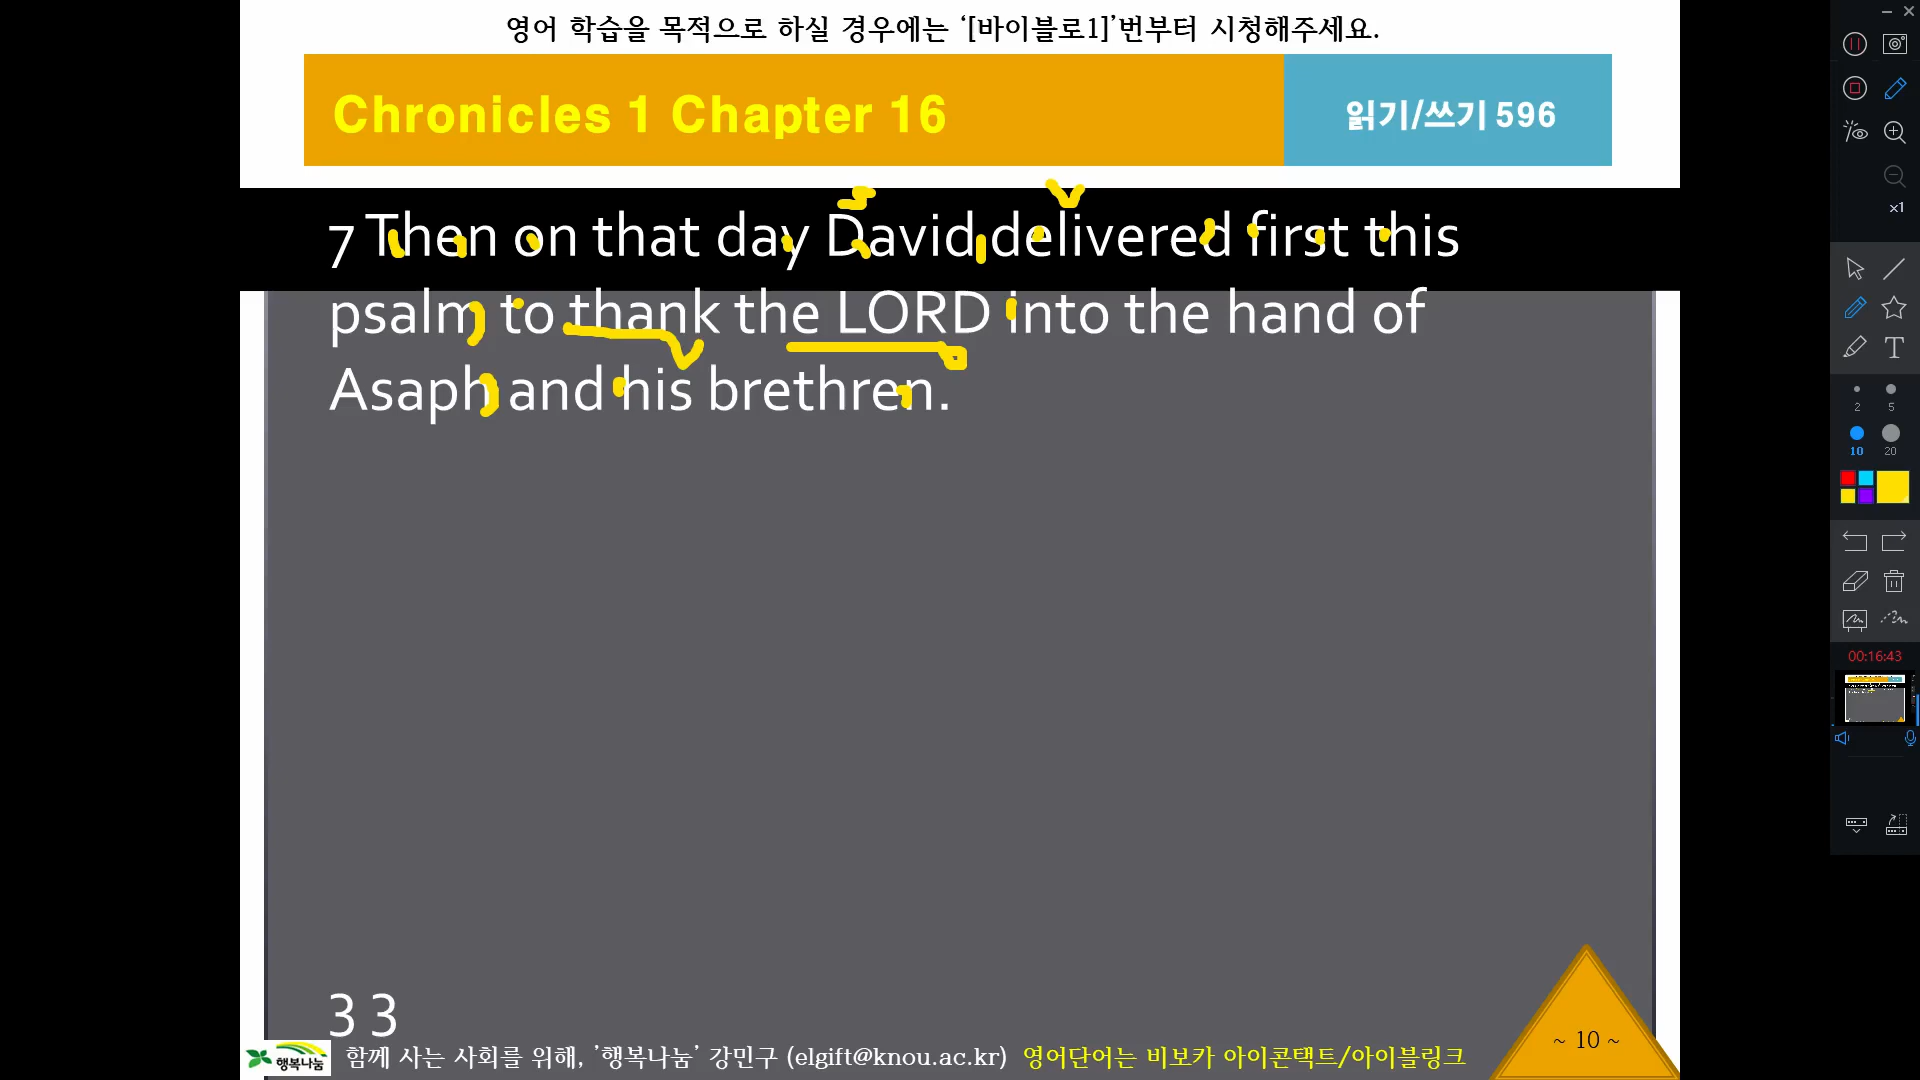 영어 학습을 목적으로 하실 경우에는 ‘[바이블로1]’번부터 시청해주세요.
Chronicles 1 Chapter 16
읽기/쓰기 596
7 Then on that day David delivered first this
psalm to thank the LORD into the hand of
Asaph and his brethren.
3 3
행복나눔
함께 사는 사회를 위해, ’행복나눔’ 강민구 (elgift@knou.ac.kr) 영어단어는 비보카 아이콘택트/아이블링크
~ 10 ~
x1
T
2 5
10 20
00:16:43